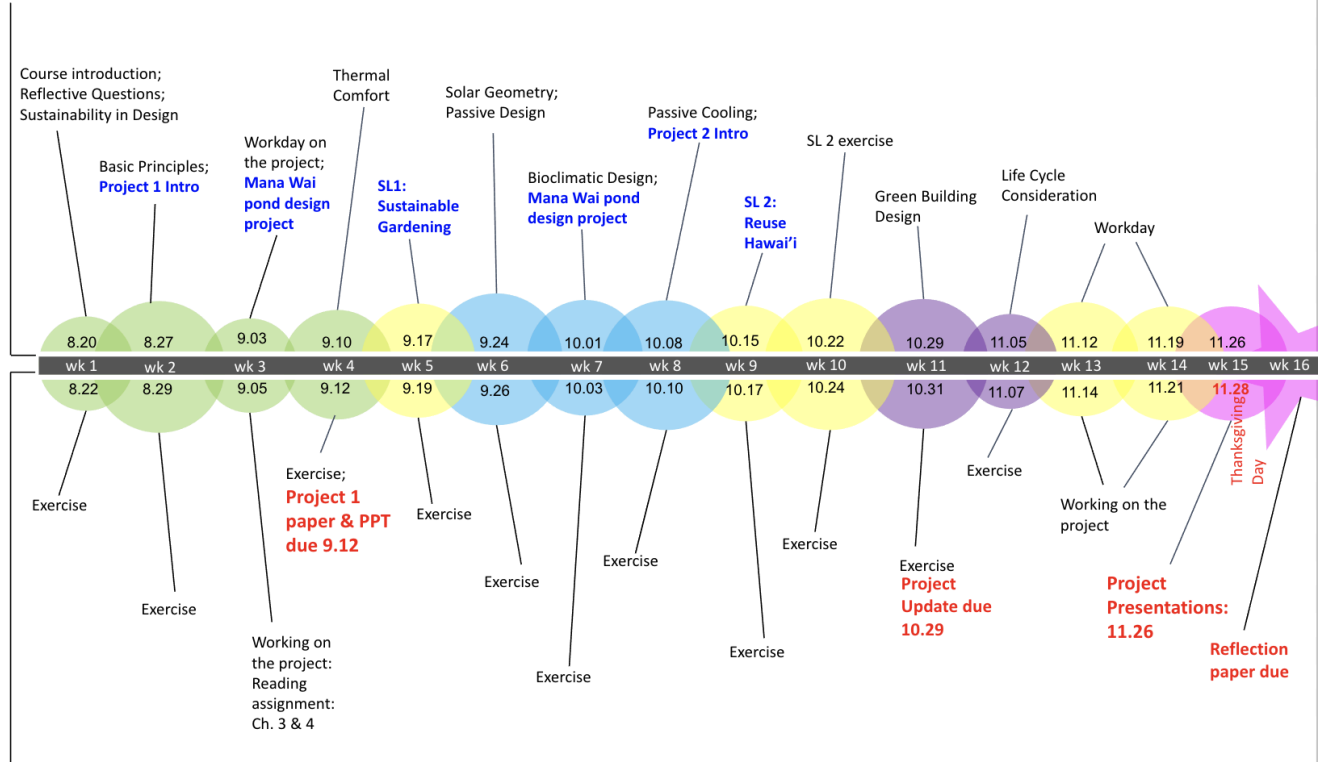 Course introduction;
Reflective Questions;
Sustainability in Design
Basic Principles;
Project 1 Intro
Workday on
the project;
Mana Wai
pond design
project
Thermal
Comfort
SL1:
Sustainable
Gardening
Solar Geometry;
Passive Design
Bioclimatic Design;
Mana Wai pond
design project
Passive Cooling;
Project 2 Intro
SL 2:
Reuse
Hawai’i
SL 2 exercise
Green Building
Design
Life Cycle
Consideration
Workday
8.20
8.27
9.03
9.10
9.17
9.24
10.01
10.08
10.15
10.22
10.29
11.05
11.12
11.19
11.26
wk 1
wk 2
wk 3
wk 4
wk 5
wk 6
wk 7
wk 8
wk 9
wk 10
wk 11
wk 12
wk 13
wk 14
wk 15
wk 16
8.22
8.29
9.05
9.12
9.19
9.26
10.03
10.10
10.17
10.24
10.31
11.07
11.14
11.21
11.28
Thanksgivings
Day
Exercise
Exercise
Working on
the project:
Reading
assignment:
Ch. 3 & 4
Exercise;
Project 1
paper & PPT
due 9.12
Exercise
Exercise
Exercise
Exercise
Exercise
Exercise
Exercise
Project
Update due
10.29
Exercise
Working on the
project
Project
Presentations:
11.26
Reflection
paper due